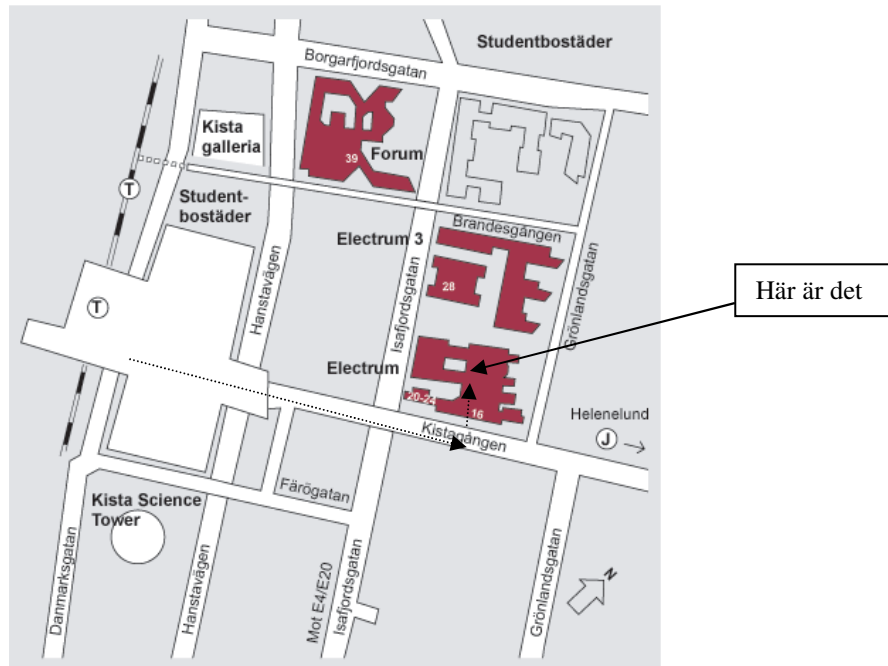 Studentbostäder
Borgarfjordsgatan
Kista
galleria
39
Forum
T
Student-
bostäder
Brandesgången
Electrum 3
28
Hanstavägen
Isafjordsgatan
Grönlandsgatan
Här är det
T
Electrum
20-24
16
Kistagången
Helenelund
J
Färögatan
Kista Science
Tower
Danmarksgatan
Hanstavägen
Mot E4/E20
Isafjordsgatan
Grönlandsgatan
N